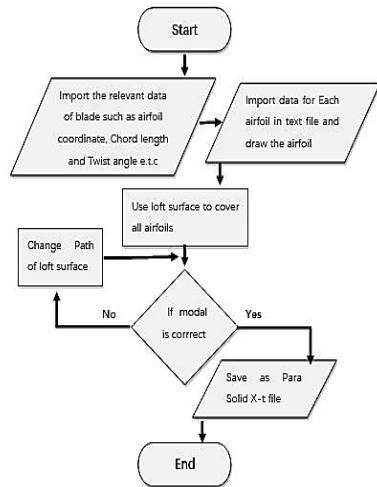 Start
Import the relevant data
of blade such as airfoil
coordinate, Chord length
and Twist angle e.t.c
Import data for Each
airfoil in text file and
draw the airfoil
Use loft surface to cover
all airfoils
Change Path
of loft surface
If modal
is corrrect
No
Yes
Save as Para
Solid X-t file
End